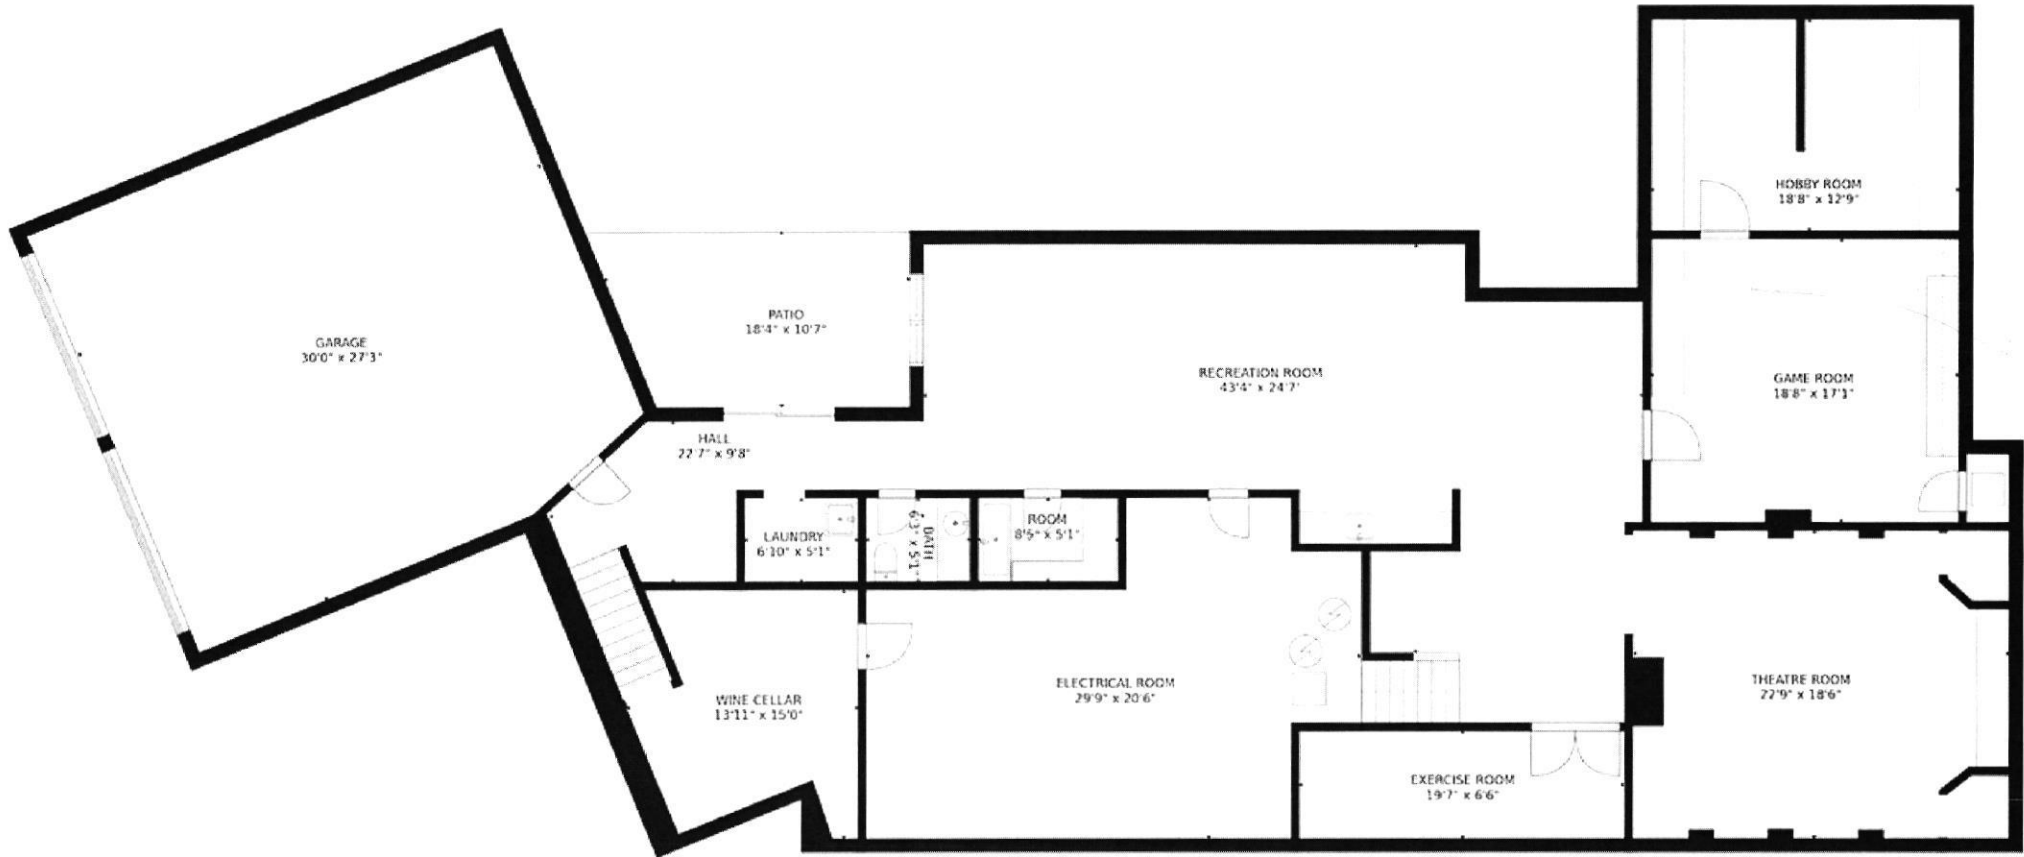 HOBBY ROOM
18'8" x 12'9"
PATIO
18'4" x 10'7"
GARAGE
30'0" x 27'3"
RECREATION ROOM
43'4" x 24'7"
GAME ROOM
18'8" x 17'1"
HALL
22'7" x 9'8"
LAUNDRY
6'10" x 5'1"
BATH
6'3" x 5'1"
ROOM
8'6" x 5'1"
WINE CELLAR
13'11" x 15'0"
ELECTRICAL ROOM
29'9" x 20'6"
THEATRE ROOM
22'9" x 18'6"
EXERCISE ROOM
19'7" x 6'6"